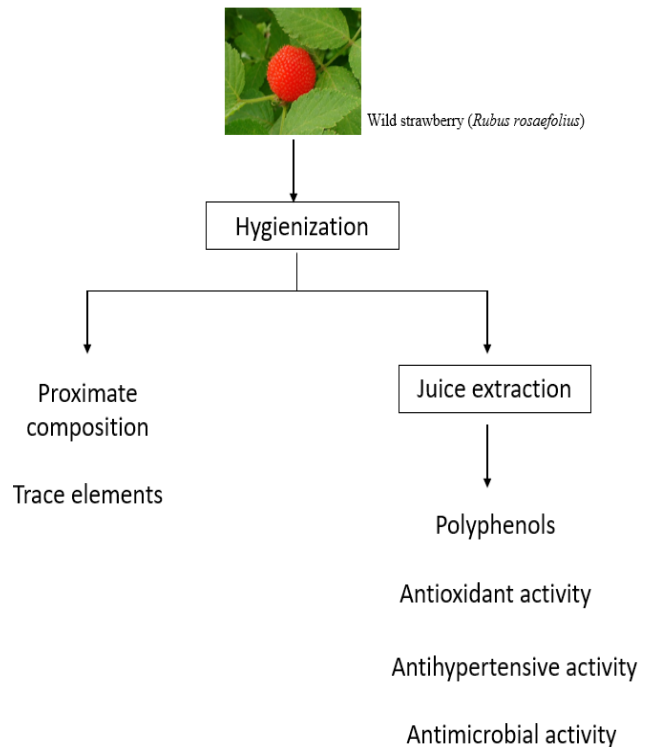 Wild strawberry (Rubus rosaefolius)
Hygienization
Proximate
composition
Trace elements
Juice extraction
Polyphenols
Antioxidant activity
Antihypertensive activity
Antimicrobial activity